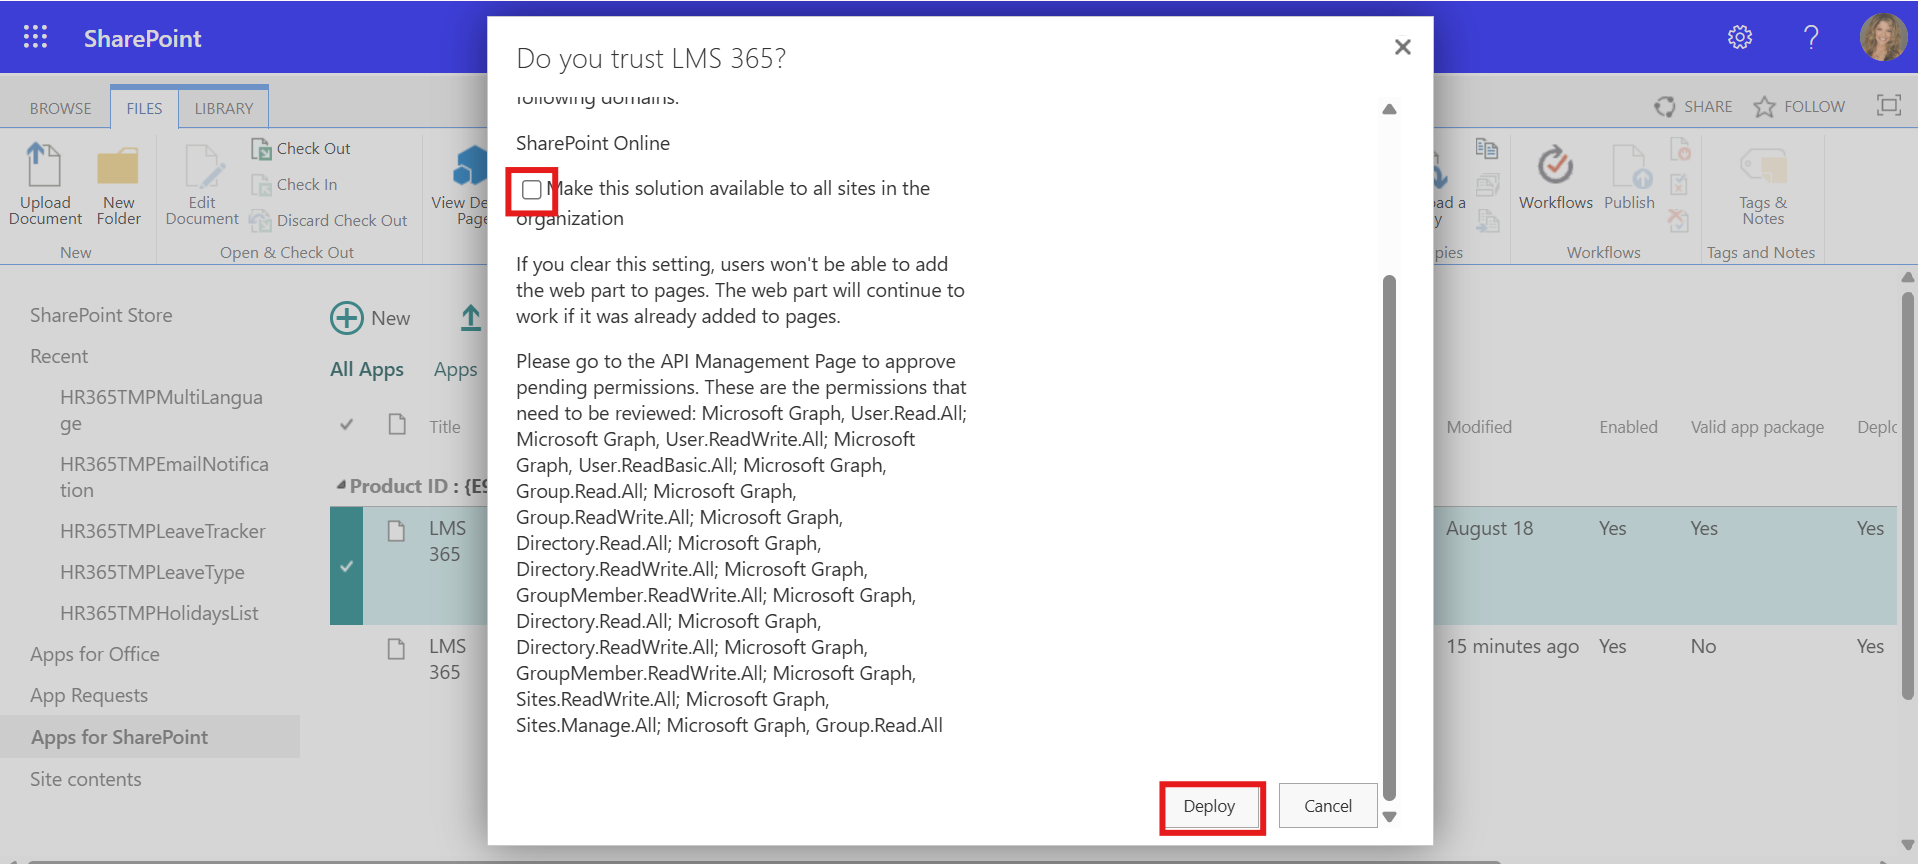 SharePoint
BROWSE
FILES
LIBRARY
SHARE
FOLLOW
Upload
Document
New
Folder
New
Edit
Document
Check Out
Check In
Discard Check Out
Open & Check Out
View
Workflows
Publish
Workflows
Tags &
Notes
Tags and Notes
SharePoint Store
Recent
HR365TMPMultiLangua
ge
HR365TMPEmailNotifica
tion
HR365TMPLeaveTracker
HR365TMPLeaveType
HR365TMPHolidaysList
Apps for Office
App Requests
Apps for SharePoint
Site contents
New
All Apps
Apps
Title
Modified
Enabled
Valid app package
Product ID : {E9
LMS
365
August 18
Yes
Yes
Yes
LMS
365
15 minutes ago
Yes
No
Yes
Do you trust LMS 365?
following domains.
SharePoint Online
Make this solution available to all sites in the
organization
If you clear this setting, users won't be able to add
the web part to pages. The web part will continue to
work if it was already added to pages.
Please go to the API Management Page to approve
pending permissions. These are the permissions that
need to be reviewed: Microsoft Graph, User.Read.All;
Microsoft Graph, User.ReadWrite.All; Microsoft
Graph, User.ReadBasic.All; Microsoft Graph,
Group.Read.All; Microsoft Graph,
Group.ReadWrite.All; Microsoft Graph,
Directory.Read.All; Microsoft Graph,
Directory.ReadWrite.All; Microsoft Graph,
GroupMember.ReadWrite.All; Microsoft Graph,
Directory.Read.All; Microsoft Graph,
Directory.ReadWrite.All; Microsoft Graph,
GroupMember.ReadWrite.All; Microsoft Graph,
Sites.ReadWrite.All; Microsoft Graph,
Sites.Manage.All; Microsoft Graph, Group.Read.All
Deploy
Cancel